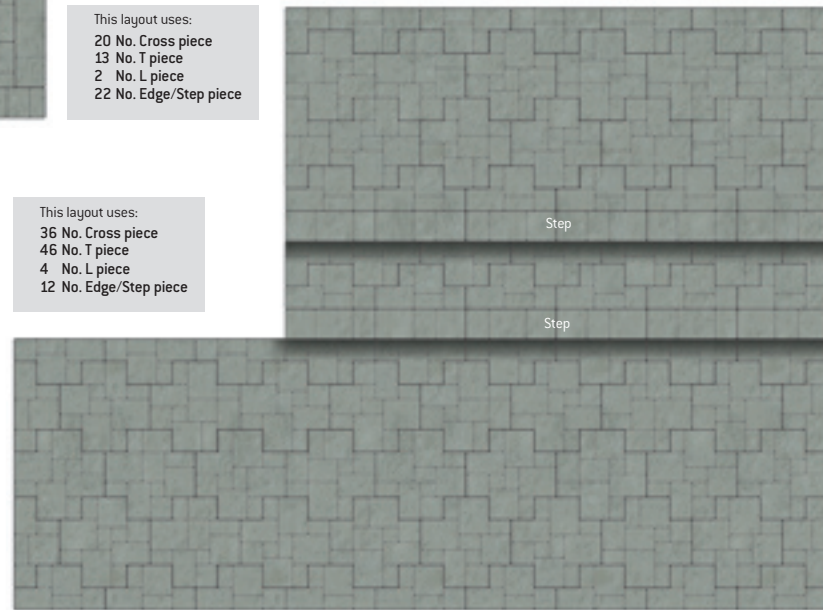 This layout uses:
20 No. Cross piece
13 No. T piece
2 No. L piece
22 No. Edge/Step piece
This layout uses:
36 No. Cross piece
46 No. T piece
4 No. L piece
12 No. Edge/Step piece
Step
Step